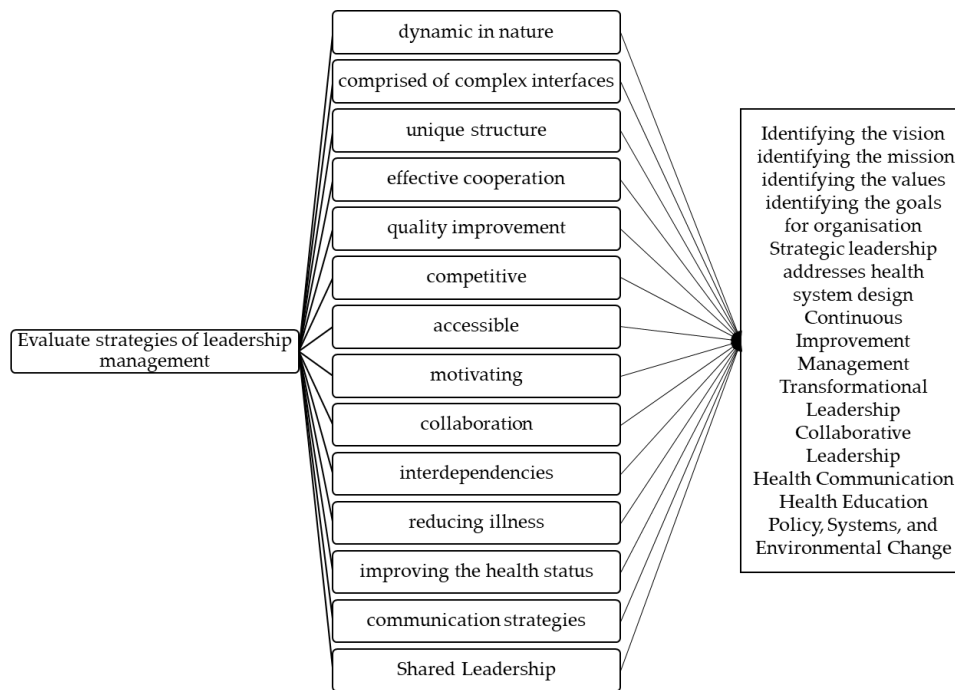 dynamic in nature
comprised of complex interfaces
unique structure
effective cooperation
quality improvement
competitive
accessible
motivating
collaboration
interdependencies
reducing illness
improving the health status
communication strategies
Shared Leadership
Evaluate strategies of leadership
management
Identifying the vision
identifying the mission
identifying the values
identifying the goals
for organisation
Strategic leadership
addresses health
system design
Continuous
Improvement
Management
Transformational
Leadership
Collaborative
Leadership
Health Communication
Health Education
Policy, Systems, and
Environmental Change